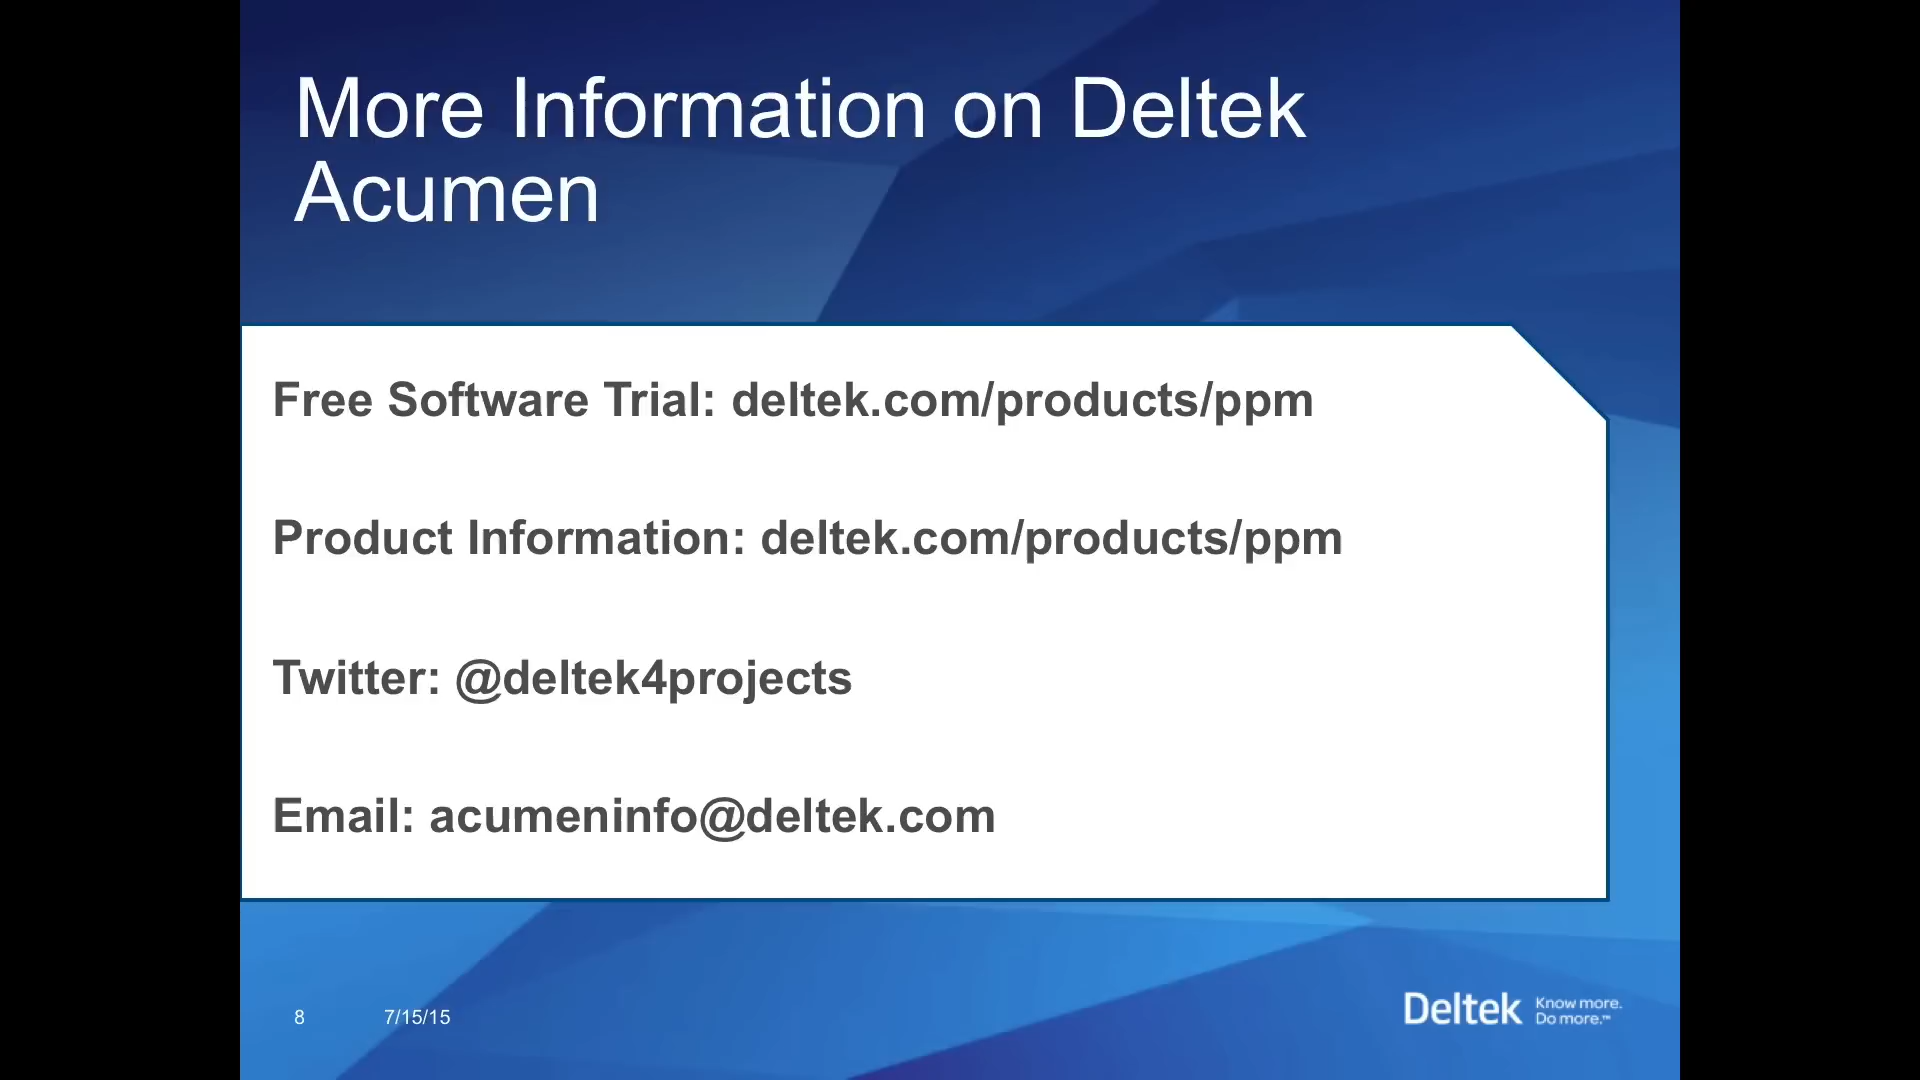 More Information on Deltek
Acumen
Free Software Trial: deltek.com/products/ppm
Product Information: deltek.com/products/ppm
Twitter: @deltek4projects
Email: acumeninfo@deltek.com
8 7/15/15
Deltek Know more.
Do more.™